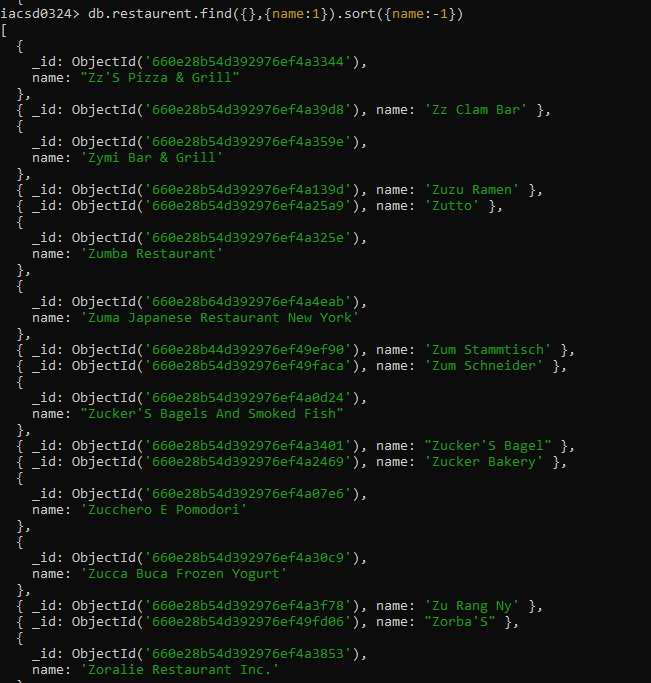 {
iacsd0324> db.restaurent.find({},{name:1}).sort({name:-1})
[
  {
    _id: ObjectId('660e28b54d392976ef4a3344'),
    name: "Zz'S Pizza & Grill"
  },
  { _id: ObjectId('660e28b54d392976ef4a39d8'), name: 'Zz Clam Bar' },
  {
    _id: ObjectId('660e28b54d392976ef4a359e'),
    name: 'Zymi Bar & Grill'
  },
  { _id: ObjectId('660e28b54d392976ef4a139d'), name: 'Zuzu Ramen' },
  { _id: ObjectId('660e28b54d392976ef4a25a9'), name: 'Zutto' },
  {
    _id: ObjectId('660e28b54d392976ef4a325e'),
    name: 'Zumba Restaurant'
  },
  {
    _id: ObjectId('660e28b64d392976ef4a4eab'),
    name: 'Zuma Japanese Restaurant New York'
  },
  { _id: ObjectId('660e28b44d392976ef49ef90'), name: 'Zum Stammtisch' },
  { _id: ObjectId('660e28b54d392976ef49faca'), name: 'Zum Schneider' },
  {
    _id: ObjectId('660e28b54d392976ef4a0d24'),
    name: "Zucker'S Bagels And Smoked Fish"
  },
  { _id: ObjectId('660e28b54d392976ef4a3401'), name: "Zucker'S Bagel" },
  { _id: ObjectId('660e28b54d392976ef4a2469'), name: 'Zucker Bakery' },
  {
    _id: ObjectId('660e28b54d392976ef4a07e6'),
    name: 'Zucchero E Pomodori'
  },
  {
    _id: ObjectId('660e28b54d392976ef4a30c9'),
    name: 'Zucca Buca Frozen Yogurt'
  },
  { _id: ObjectId('660e28b54d392976ef4a3f78'), name: 'Zu Rang Ny' },
  { _id: ObjectId('660e28b54d392976ef49fd06'), name: "Zorba'S" },
  {
    _id: ObjectId('660e28b54d392976ef4a3853'),
    name: 'Zoralie Restaurant Inc.'
  }